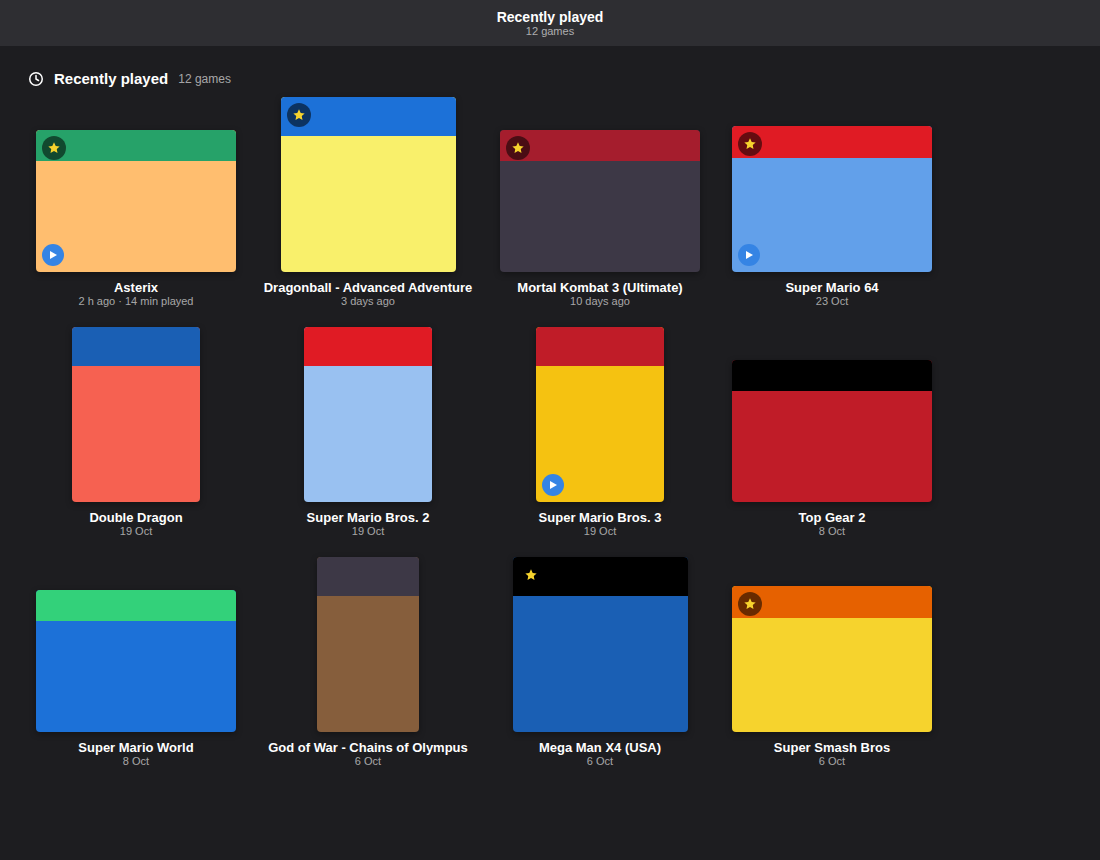 Recently played
12 games
Recently played 12 games
Asterix
2 h ago · 14 min played
Dragonball - Advanced Adventure
3 days ago
Mortal Kombat 3 (Ultimate)
10 days ago
Super Mario 64
23 Oct
Double Dragon
19 Oct
Super Mario Bros. 2
19 Oct
Super Mario Bros. 3
19 Oct
Top Gear 2
8 Oct
Super Mario World
8 Oct
God of War - Chains of Olympus
6 Oct
Mega Man X4 (USA)
6 Oct
Super Smash Bros
6 Oct